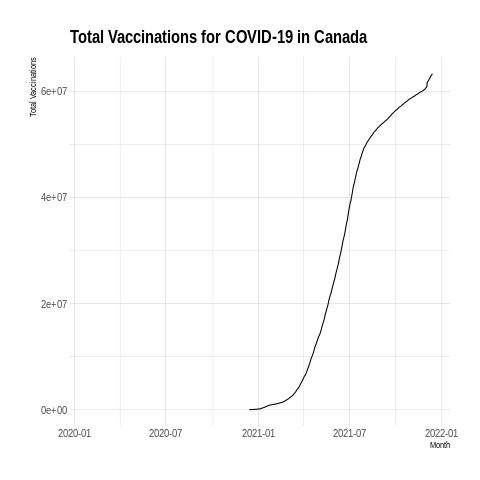 Total Vaccinations for COVID-19 in Canada
Total Vaccinations
6e+07
4e+07
2e+07
0e+00
2020-01 2020-07 2021-01 2021-07 2022-01
Month